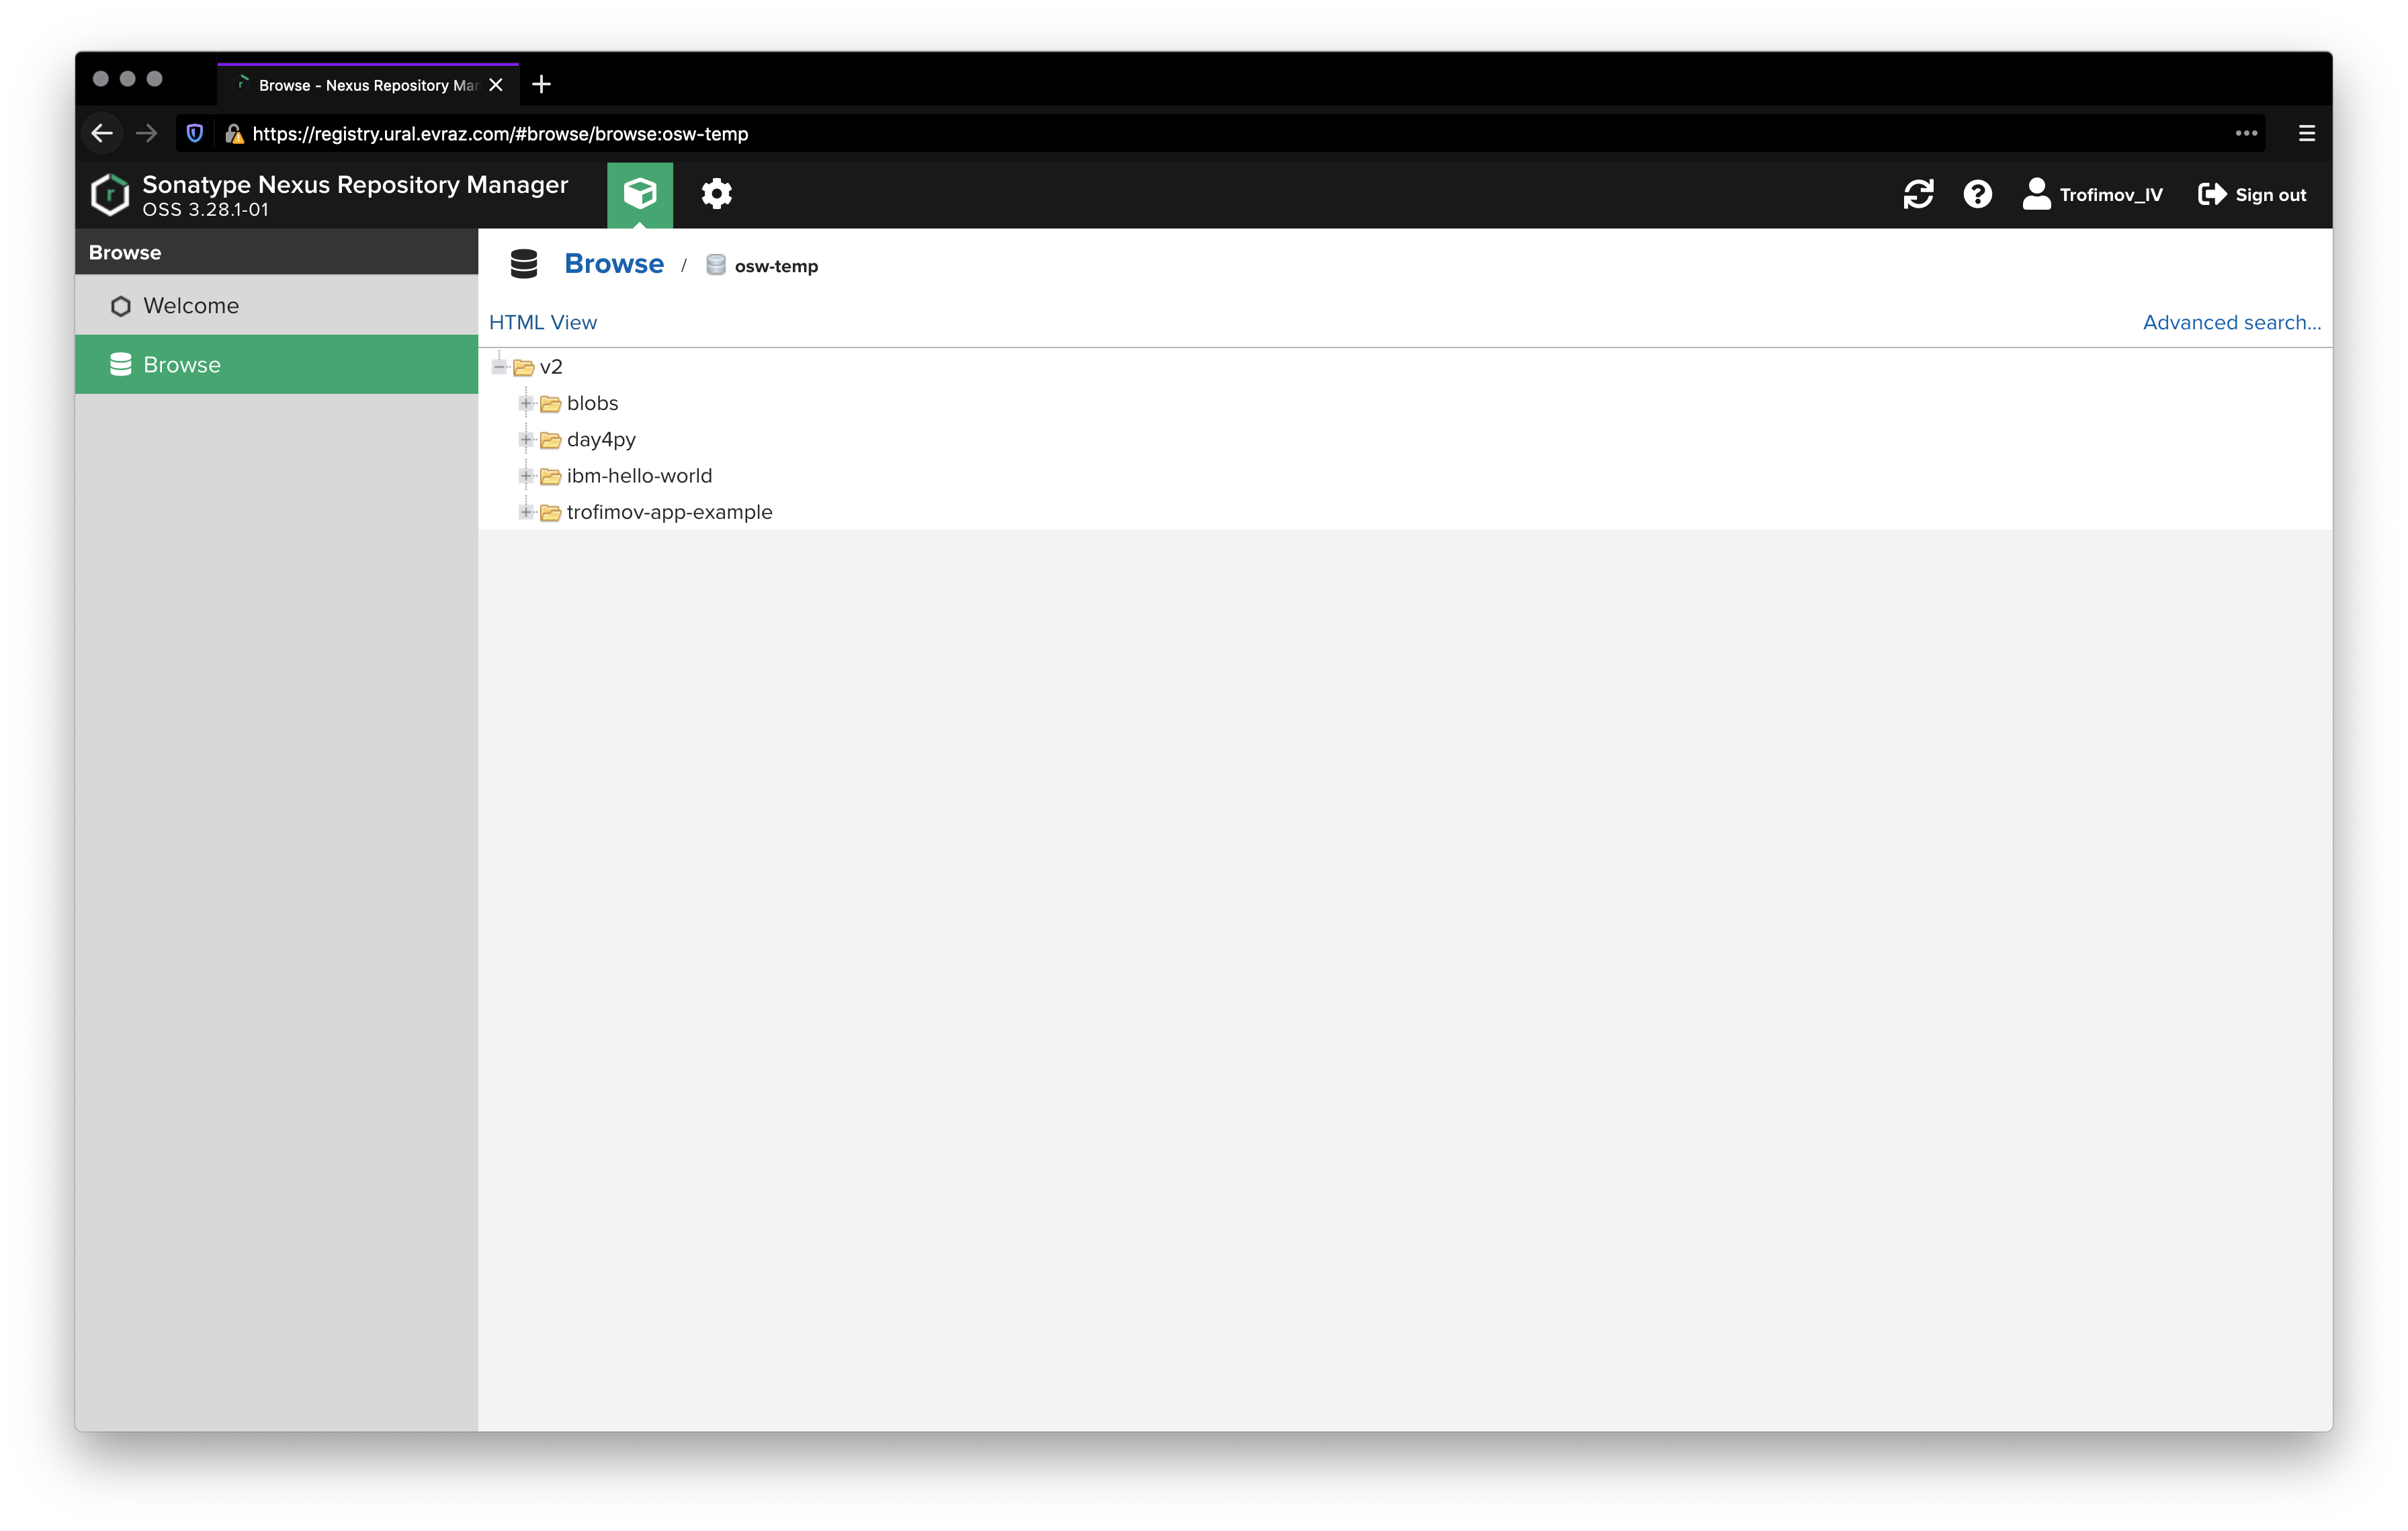 Browse - Nexus Repository Mar
https://registry.ural.evraz.com/#browse/browse:osw-temp
Sonatype Nexus Repository Manager
OSS 3.28.1-01
Trofimov_IV
Sign out
Browse
Welcome
Browse
Browse / osw-temp
HTML View
Advanced search...
v2
blobs
day4py
ibm-hello-world
trofimov-app-example